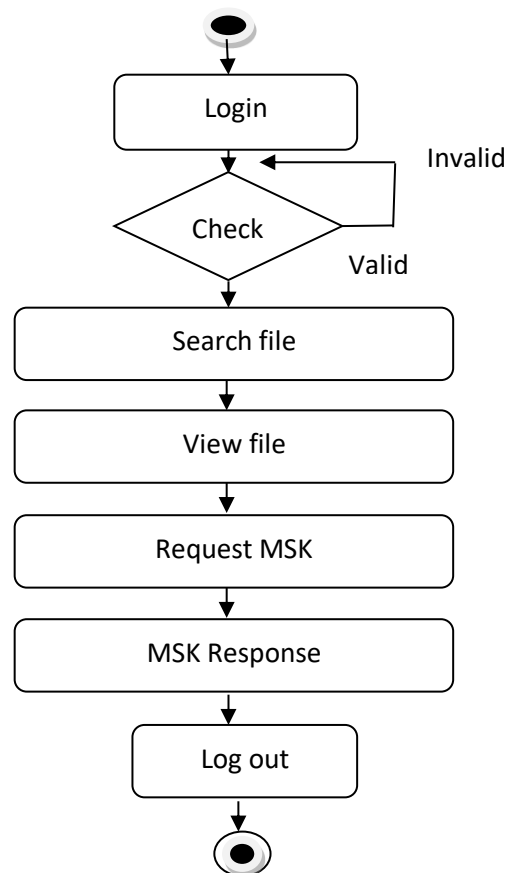 Login
Invalid
Check
Valid
Search file
View file
Request MSK
MSK Response
Log out